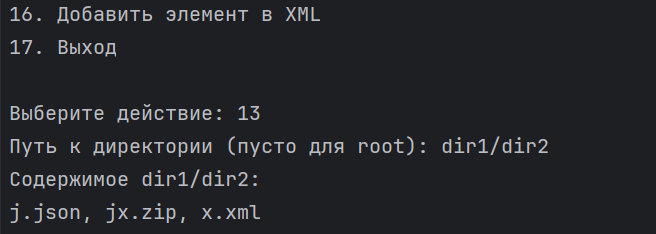 16. Добавить элемент в XML
17. Выход
Выберите действие: 13
Путь к директории (пусто для root): dir1/dir2
Содержимое dir1/dir2:
j.json, jx.zip, x.xml